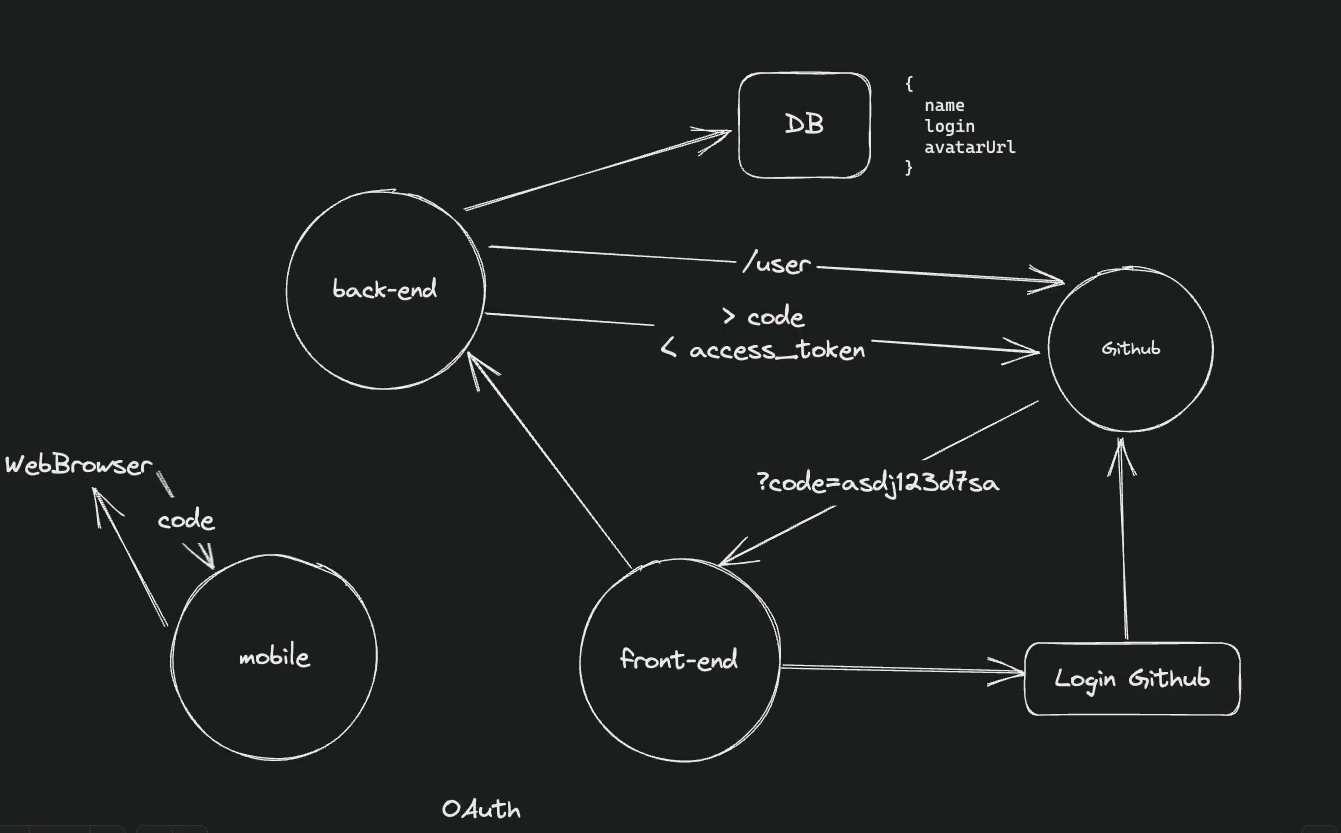 DB
{
name
login
avatarUrl
}
/user
back-end
> code
< access_token
Github
WebBrowser
?code=asdj123d7sa
code
mobile
front-end
Login Github
OAuth